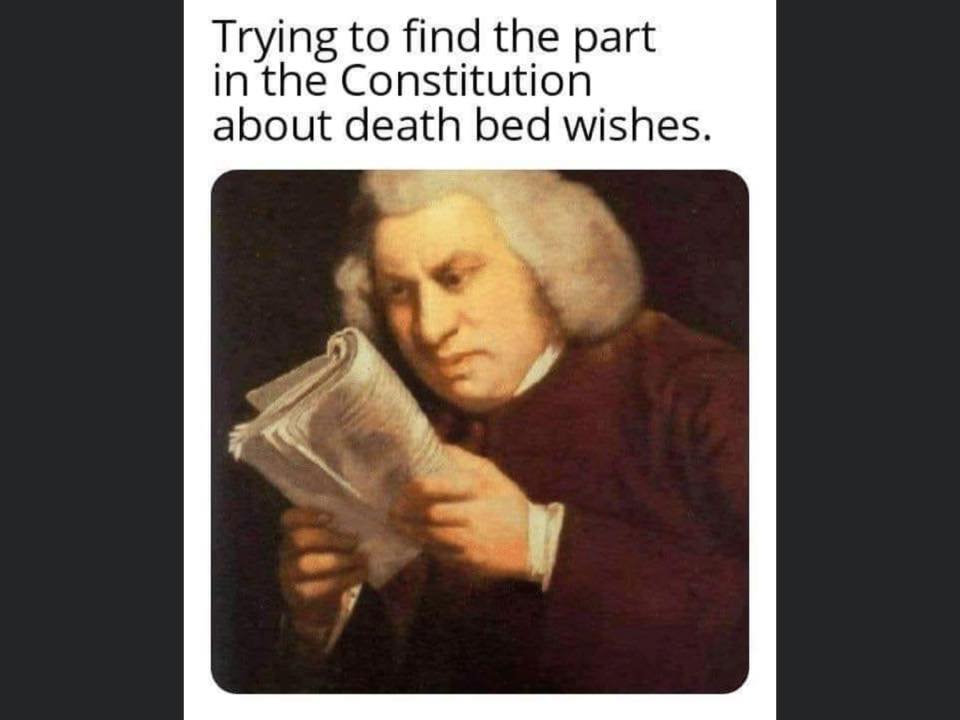 Trying to find the part
in the Constitution
about death bed wishes.